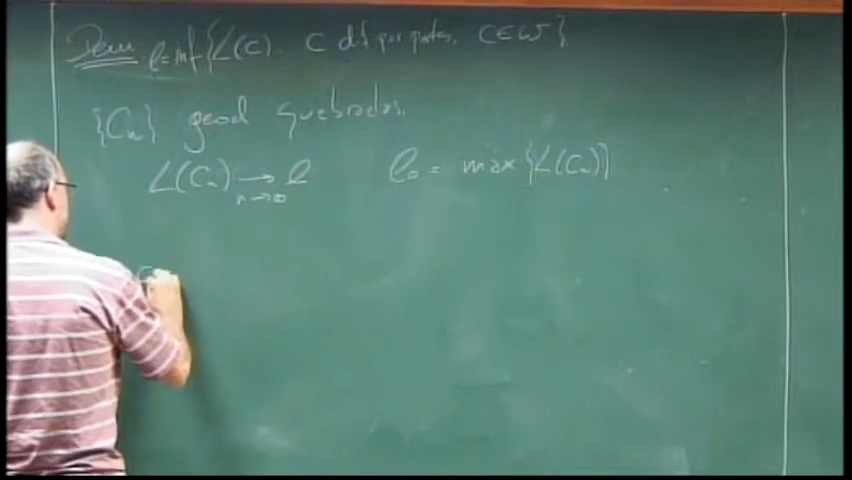 Dem ℓ = inf{L(C). C dif por partes, C ∈ W}
{Cₙ} geod quebradas.
L(Cₙ) ⟶ ℓ ℓ₀ = max{L(Cₙ)}
n→∞
C